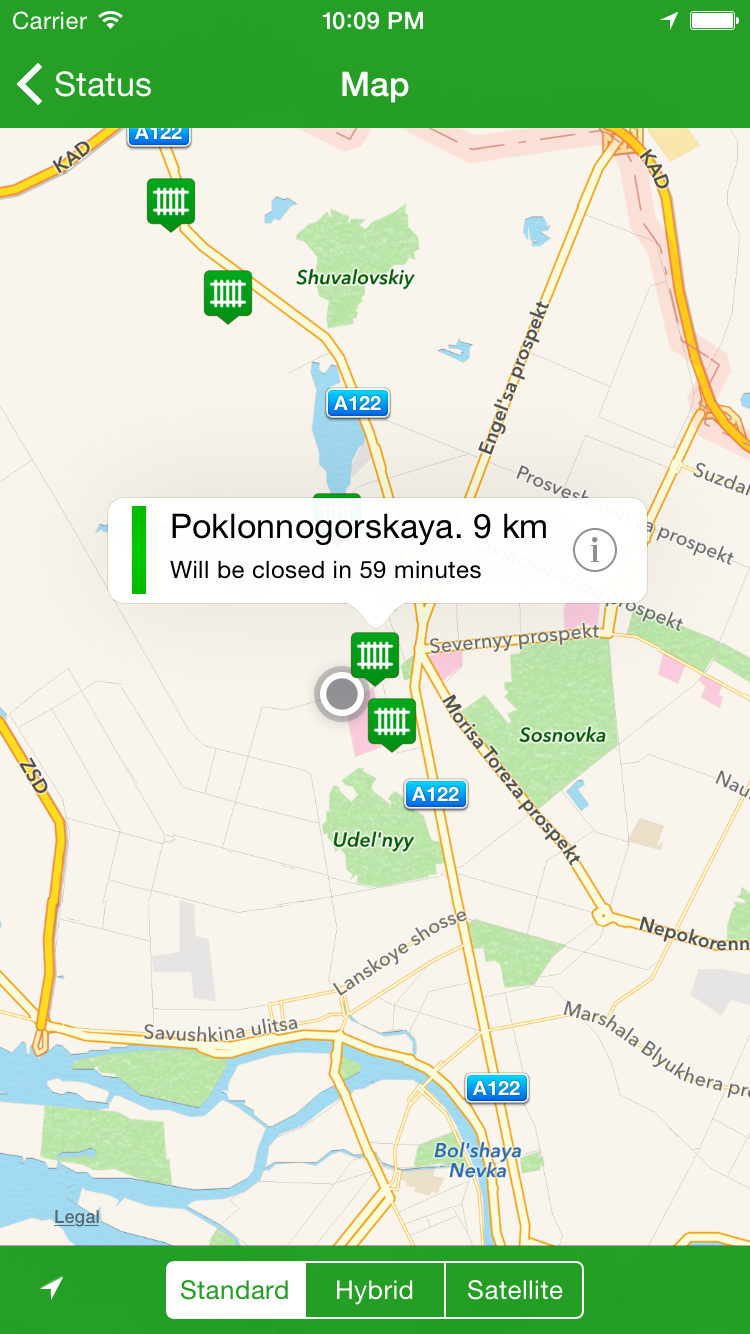 Carrier 10:09 PM
Status Map
A122
KAD
KAD
Shuvalovskiy
A122
Engel'sa prospekt
Suzdal
Prosveshcheniya prospekt
Poklonnogorskaya. 9 km
Will be closed in 59 minutes
i
Severnyy prospekt
Sosnovka
Morisa Toreza prospekt
ZSD
A122
Nau
Udel'nyy
Lanskoye shosse
Nepokorenn
Savushkina ulitsa
Marshala Blyukhera pro
A122
Bol'shaya
Nevka
Legal
Standard Hybrid Satellite